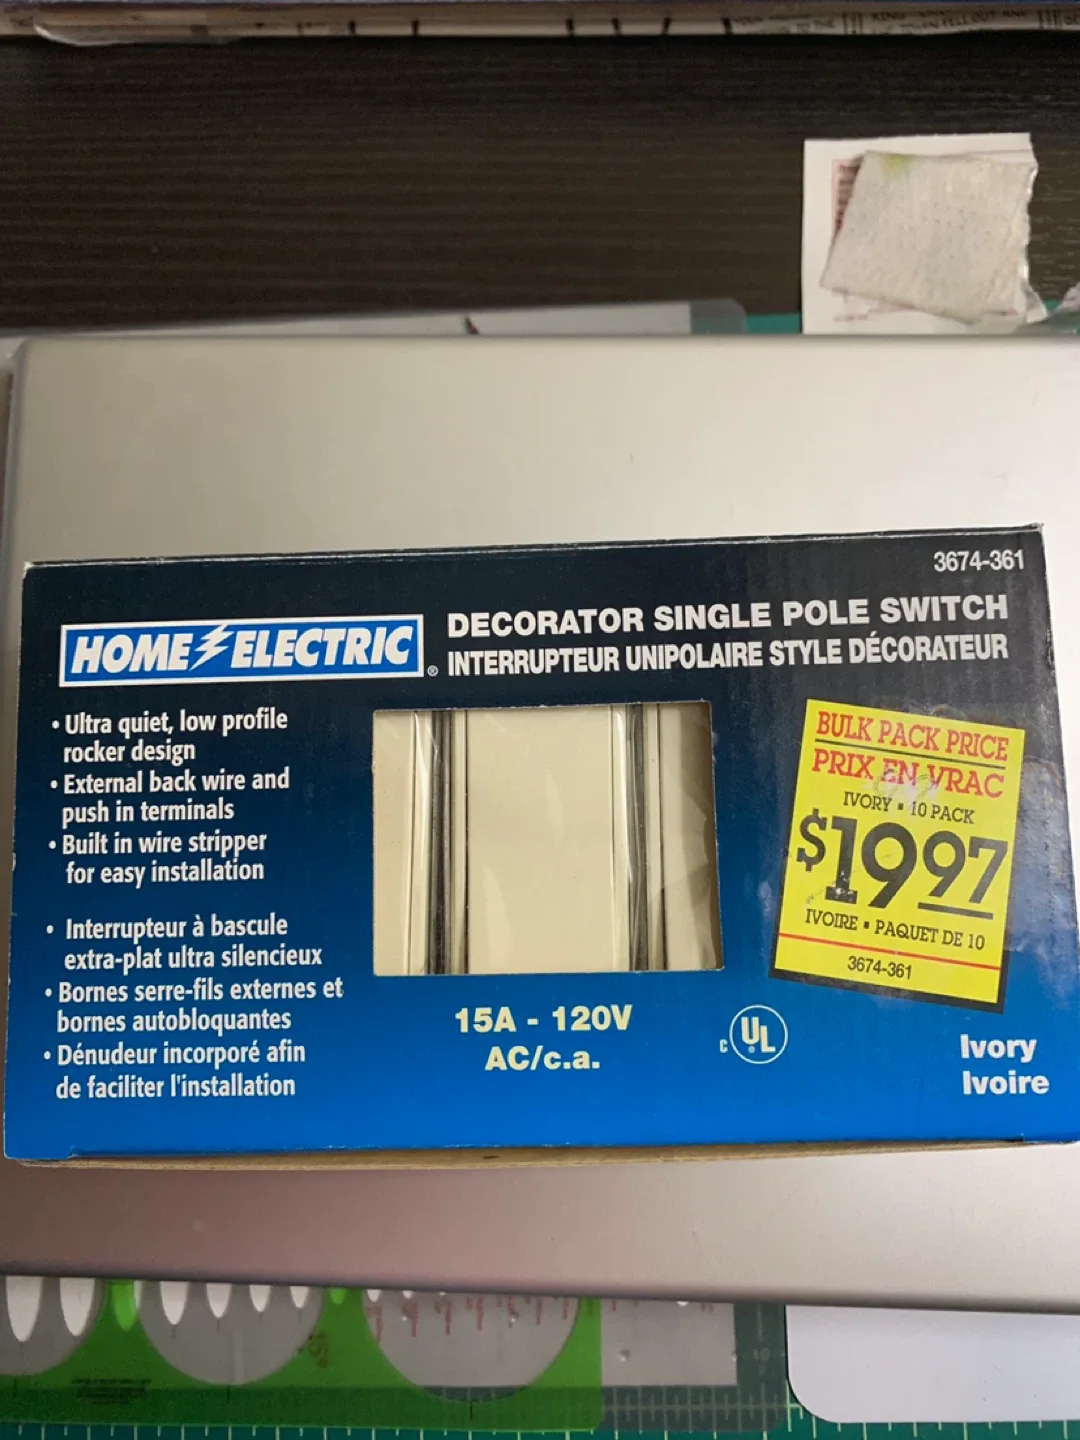 3674-361
HOME ELECTRIC®
DECORATOR SINGLE POLE SWITCH
INTERRUPTEUR UNIPOLAIRE STYLE DÉCORATEUR
• Ultra quiet, low profile
rocker design
• External back wire and
push in terminals
• Built in wire stripper
for easy installation
• Interrupteur à bascule
extra-plat ultra silencieux
• Bornes serre-fils externes et
bornes autobloquantes
• Dénudeur incorporé afin
de faciliter l'installation
15A - 120V
AC/c.a.
c UL
BULK PACK PRICE
PRIX EN VRAC
IVORY ▪ 10 PACK
$19 97
IVOIRE ▪ PAQUET DE 10
3674-361
Ivory
Ivoire